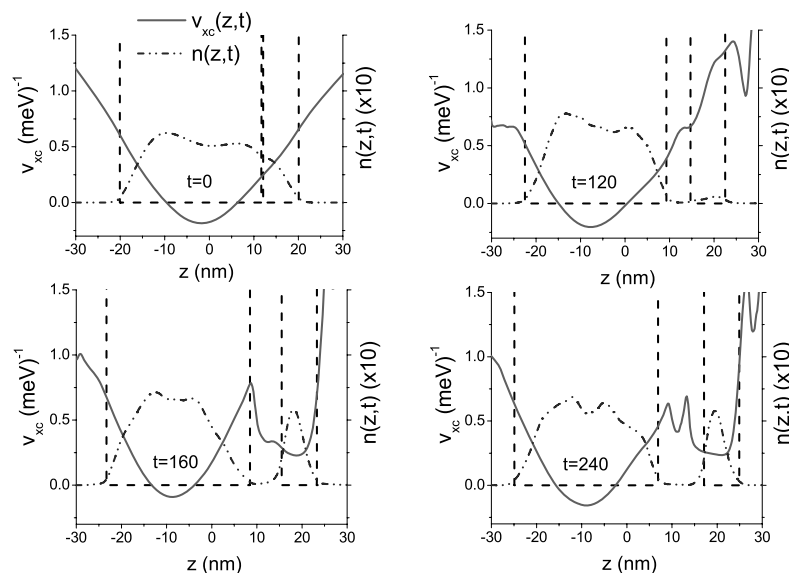 v_xc(z,t)
n(z,t)
1.5
1.0
0.5
0.0
v_xc (meV)^-1
n(z,t) (x10)
t=0
-30 -20 -10 0 10 20 30
z (nm)
1.5
1.0
0.5
0.0
v_xc (meV)^-1
n(z,t) (x10)
t=120
-30 -20 -10 0 10 20 30
z (nm)
1.5
1.0
0.5
0.0
v_xc (meV)^-1
n(z,t) (x10)
t=160
-30 -20 -10 0 10 20 30
z (nm)
1.5
1.0
0.5
0.0
v_xc (meV)^-1
n(z,t) (x10)
t=240
-30 -20 -10 0 10 20 30
z (nm)